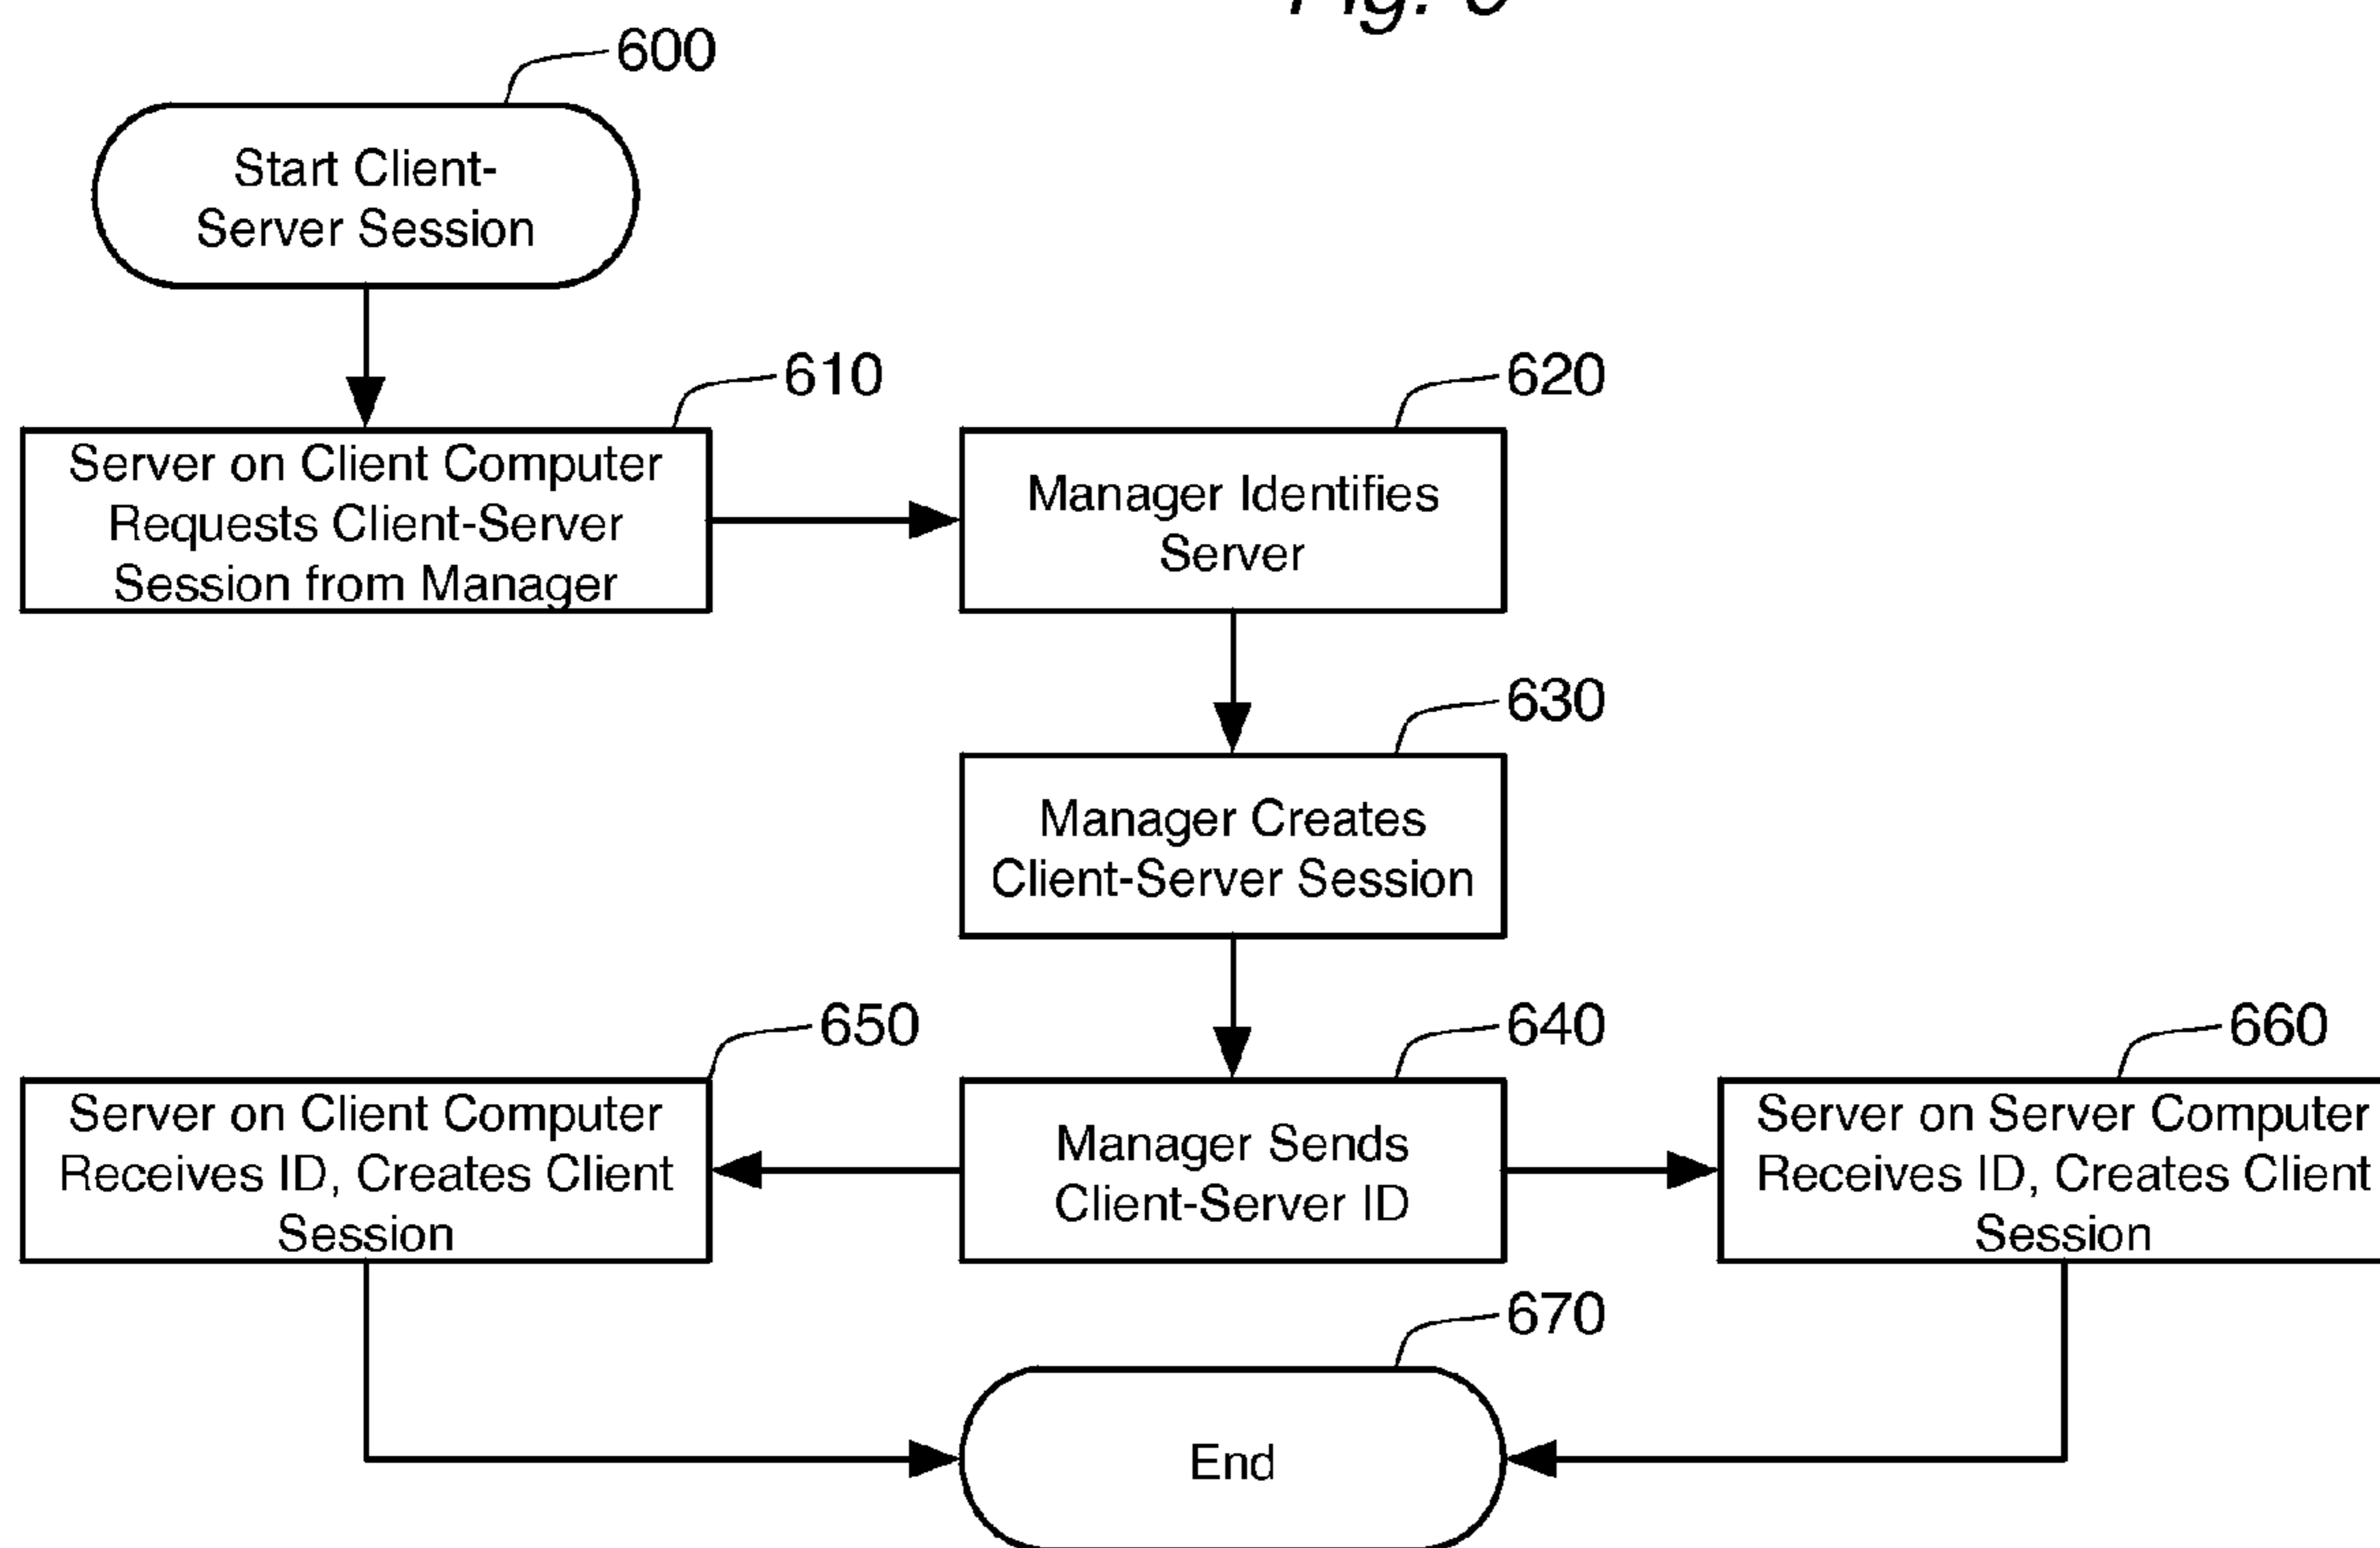 Fig.
600
Start Client-
Server Session
610
Server on Client Computer
Requests Client-Server
Session from Manager
620
Manager Identifies
Server
630
Manager Creates
Client-Server Session
650
Server on Client Computer
Receives ID, Creates Client
Session
640
Manager Sends
Client-Server ID
660
Server on Server Computer
Receives ID, Creates Client
Session
670
End